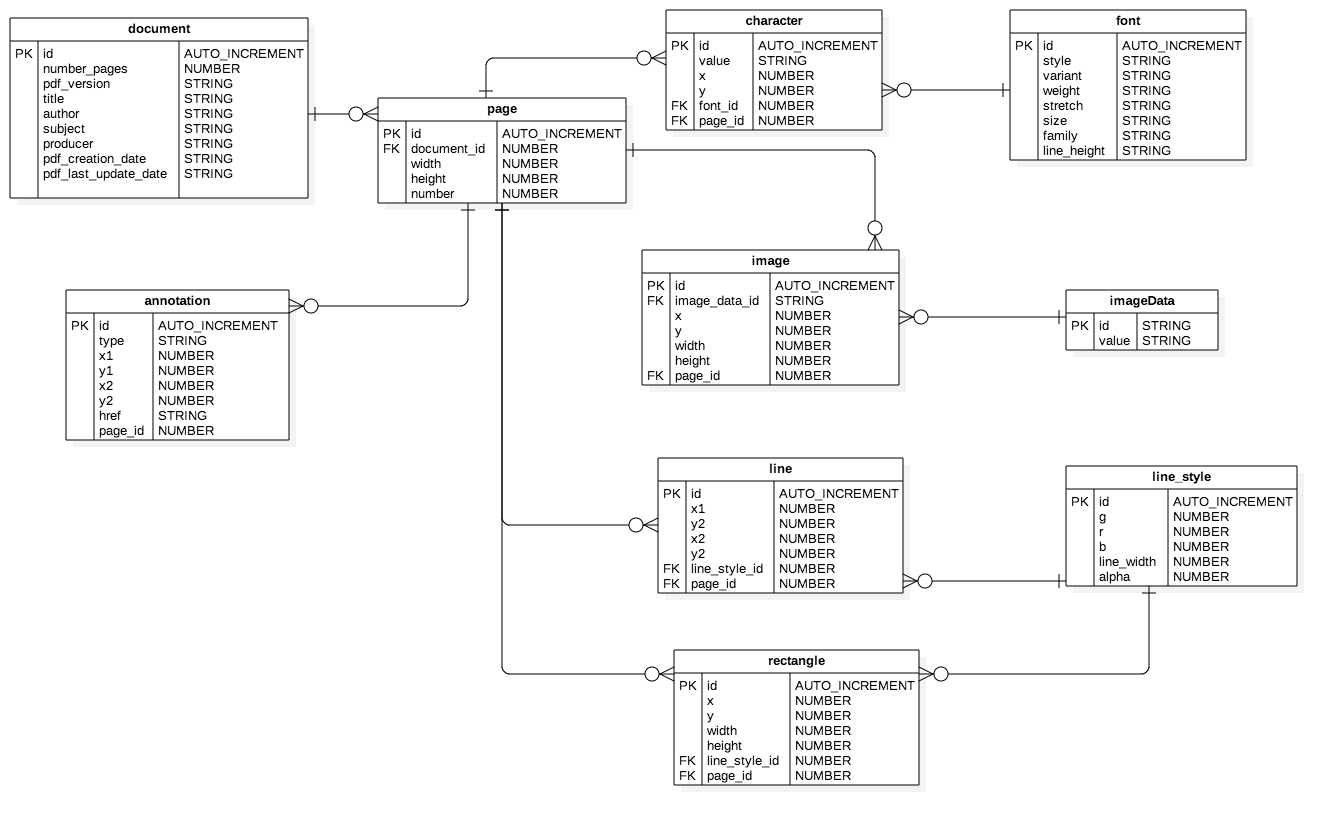 document
PK id AUTO_INCREMENT
number_pages NUMBER
pdf_version STRING
title STRING
author STRING
subject STRING
producer STRING
pdf_creation_date STRING
pdf_last_update_date STRING
page
PK id AUTO_INCREMENT
FK document_id NUMBER
width NUMBER
height NUMBER
number NUMBER
character
PK id AUTO_INCREMENT
value STRING
x NUMBER
y NUMBER
FK font_id NUMBER
FK page_id NUMBER
font
PK id AUTO_INCREMENT
style STRING
variant STRING
weight STRING
stretch STRING
size STRING
family STRING
line_height STRING
annotation
PK id AUTO_INCREMENT
type STRING
x1 NUMBER
y1 NUMBER
x2 NUMBER
y2 NUMBER
href STRING
page_id NUMBER
image
PK id AUTO_INCREMENT
FK image_data_id STRING
x NUMBER
y NUMBER
width NUMBER
height NUMBER
FK page_id NUMBER
imageData
PK id STRING
value STRING
line
PK id AUTO_INCREMENT
x1 NUMBER
y2 NUMBER
x2 NUMBER
y2 NUMBER
FK line_style_id NUMBER
FK page_id NUMBER
line_style
PK id AUTO_INCREMENT
g NUMBER
r NUMBER
b NUMBER
line_width NUMBER
alpha NUMBER
rectangle
PK id AUTO_INCREMENT
x NUMBER
y NUMBER
width NUMBER
height NUMBER
FK line_style_id NUMBER
FK page_id NUMBER